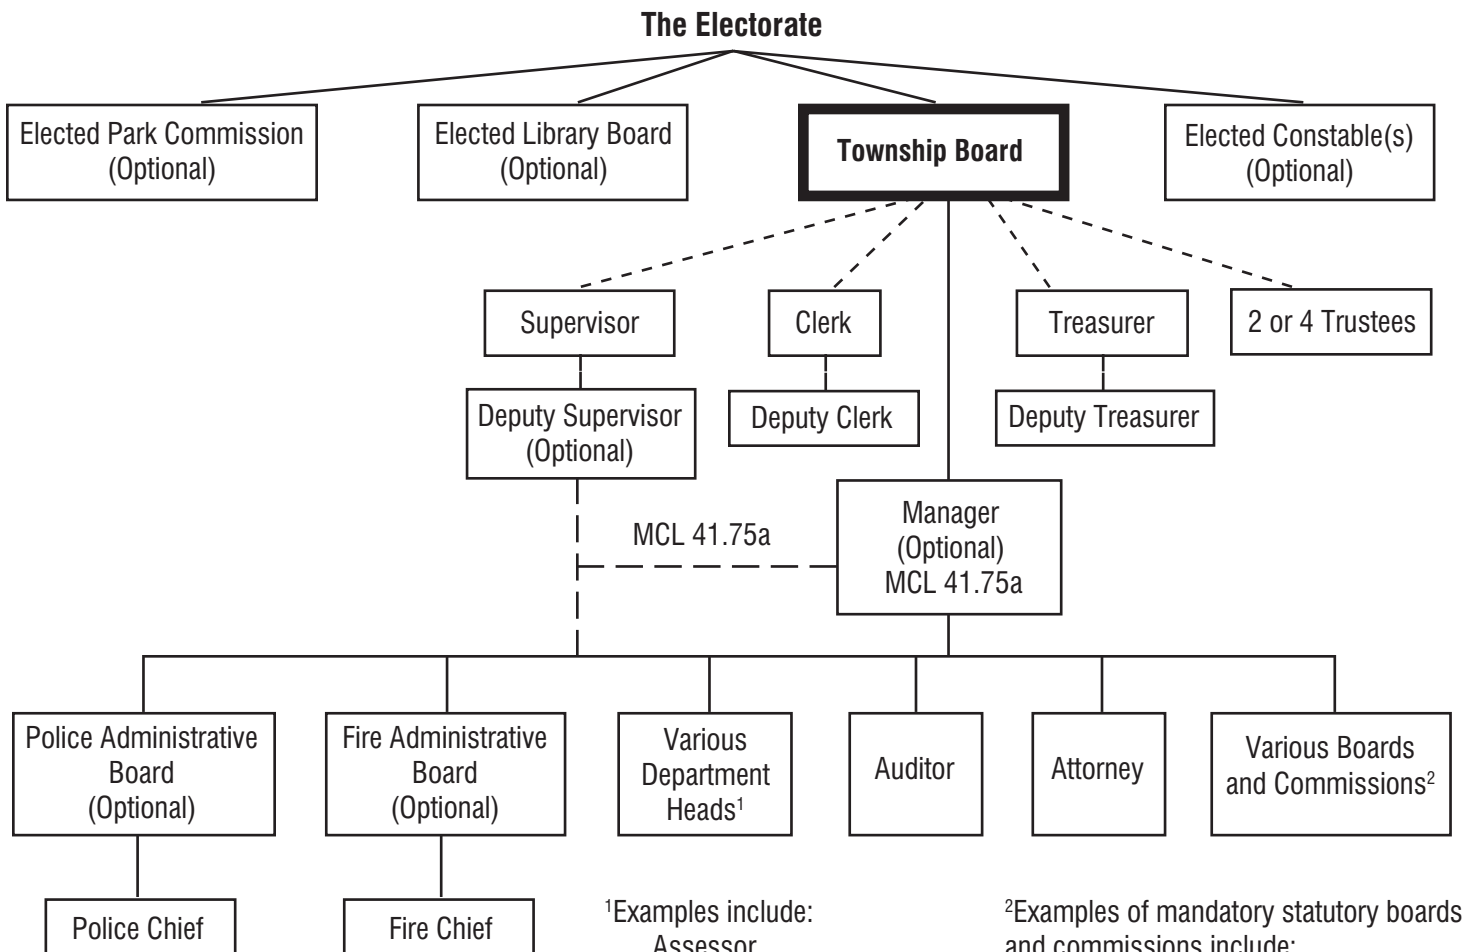 The Electorate
Elected Park Commission
(Optional)
Elected Library Board
(Optional)
Township Board
Elected Constable(s)
(Optional)
Supervisor
Clerk
Treasurer
2 or 4 Trustees
Deputy Supervisor
(Optional)
Deputy Clerk
Deputy Treasurer
MCL 41.75a
Manager
(Optional)
MCL 41.75a
Police Administrative
Board
(Optional)
Fire Administrative
Board
(Optional)
Various
Department
Heads¹
Auditor
Attorney
Various Boards
and Commissions²
Police Chief
Fire Chief
¹Examples include:
Assessor
²Examples of mandatory statutory boards
and commissions include: